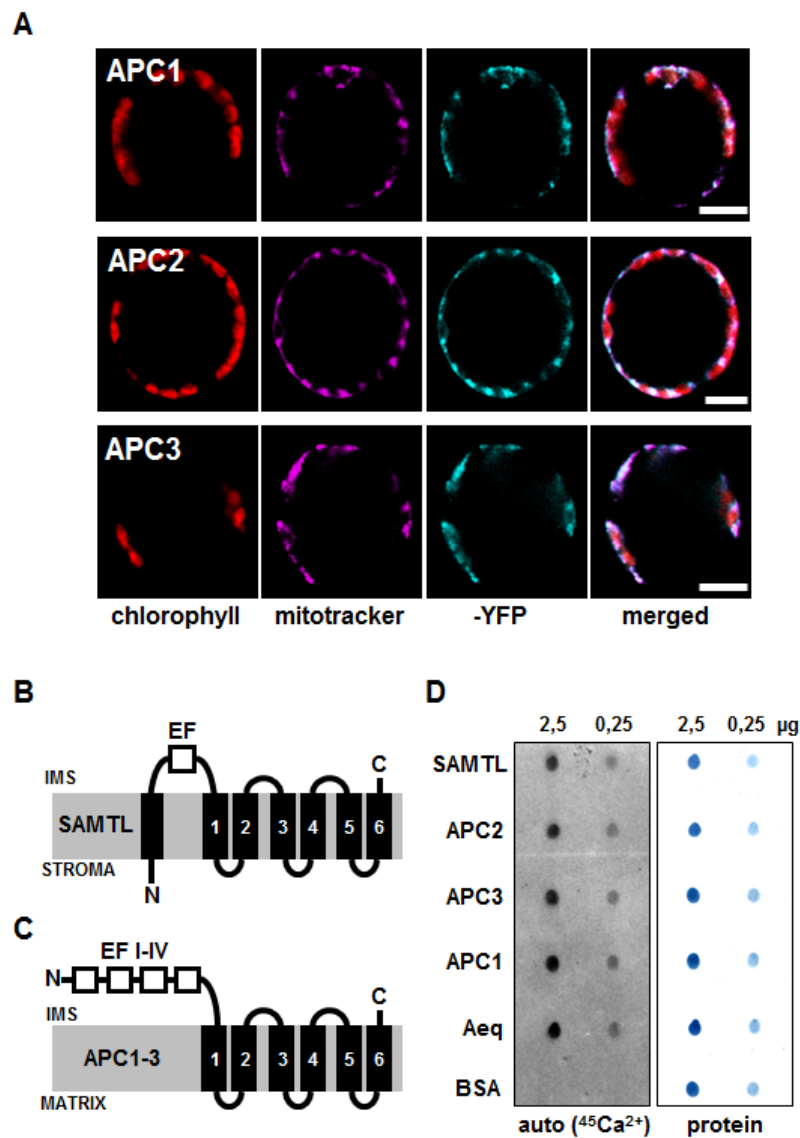 A
APC1
APC2
APC3
chlorophyll mitotracker -YFP merged
B
EF
IMS
C
SAMTL
1 2 3 4 5 6
STROMA
N
C
EF I-IV
N
IMS
C
APC1-3
1 2 3 4 5 6
MATRIX
D
2,5 0,25 2,5 0,25 µg
SAMTL
APC2
APC3
APC1
Aeq
BSA
auto (⁴⁵Ca²⁺) protein